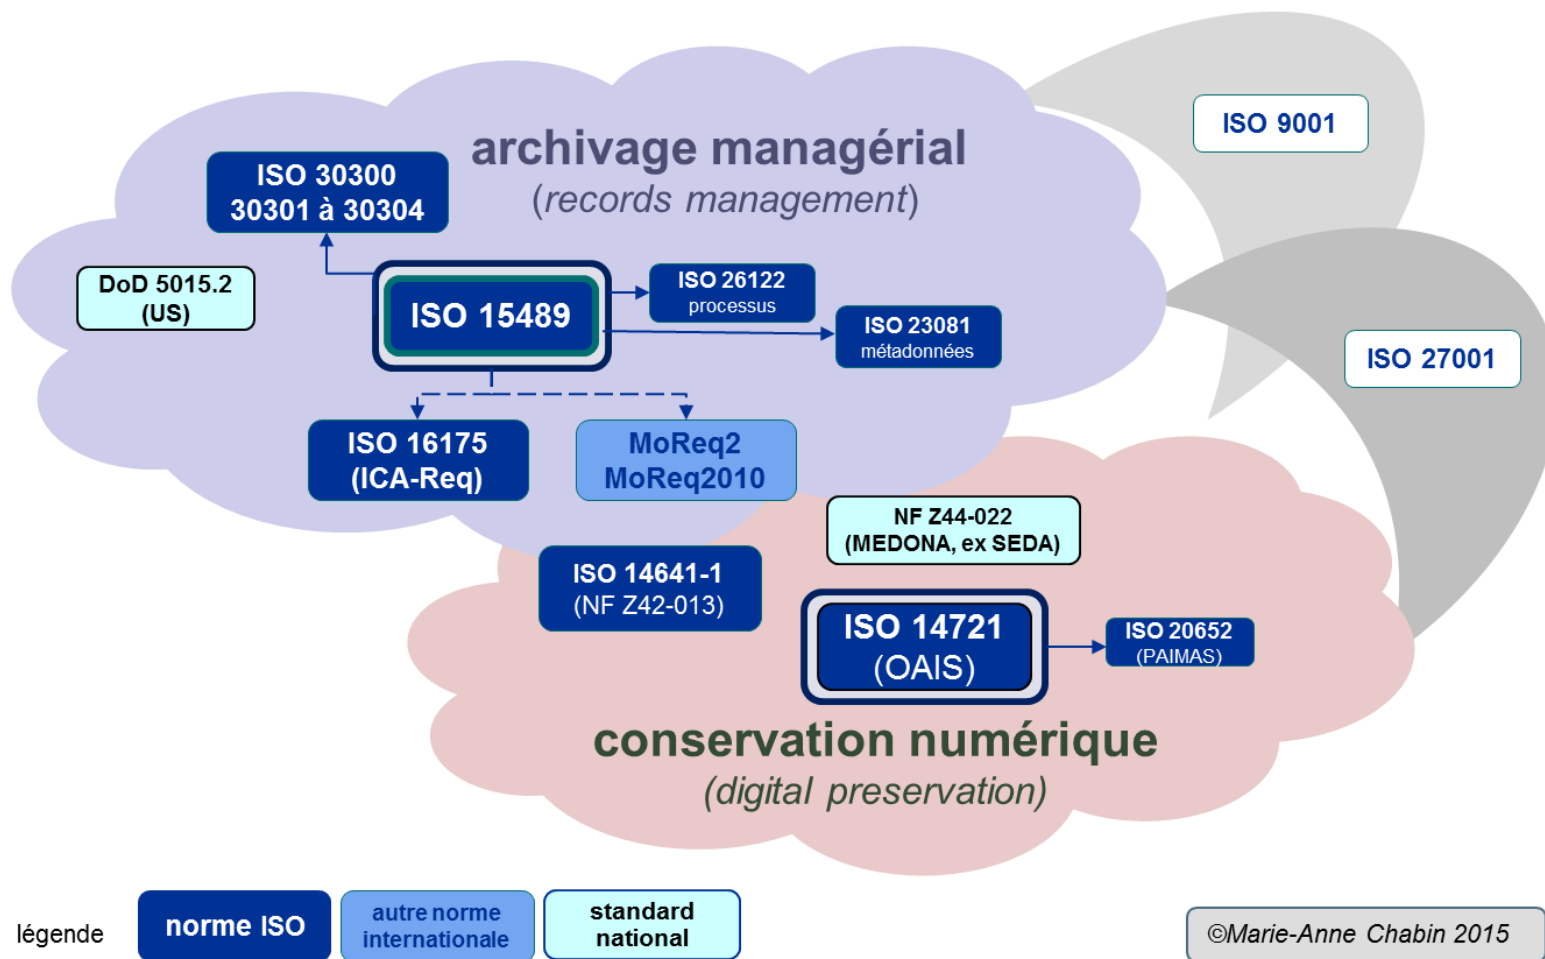 archivage managérial
(records management)
ISO 9001
ISO 30300
30301 à 30304
DoD 5015.2
(US)
ISO 15489
ISO 26122
processus
ISO 23081
métadonnées
ISO 27001
ISO 16175
(ICA-Req)
MoReq2
MoReq2010
NF Z44-022
(MEDONA, ex SEDA)
ISO 14641-1
(NF Z42-013)
ISO 14721
(OAIS)
ISO 20652
(PAIMAS)
conservation numérique
(digital preservation)
légende
norme ISO
autre norme
internationale
standard
national
©Marie-Anne Chabin 2015